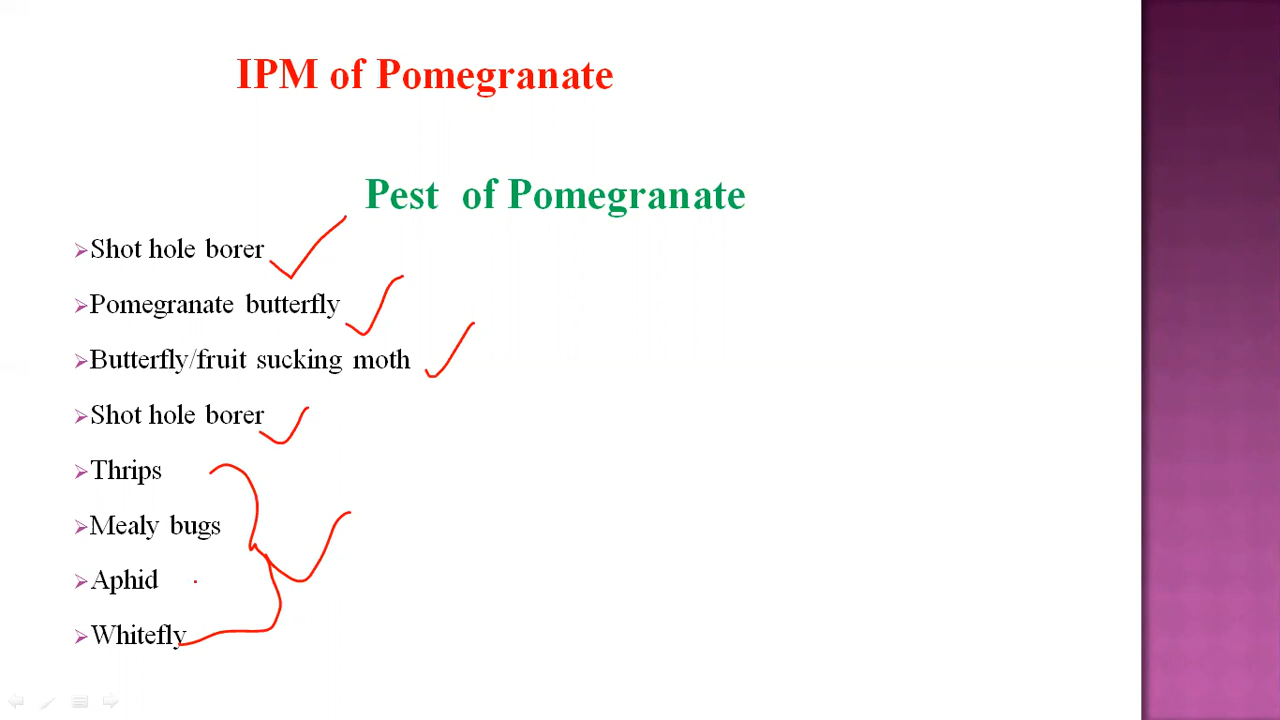 IPM of Pomegranate
Pest of Pomegranate
Shot hole borer
Pomegranate butterfly
Butterfly/fruit sucking moth
Shot hole borer
Thrips
Mealy bugs
Aphid
Whitefly